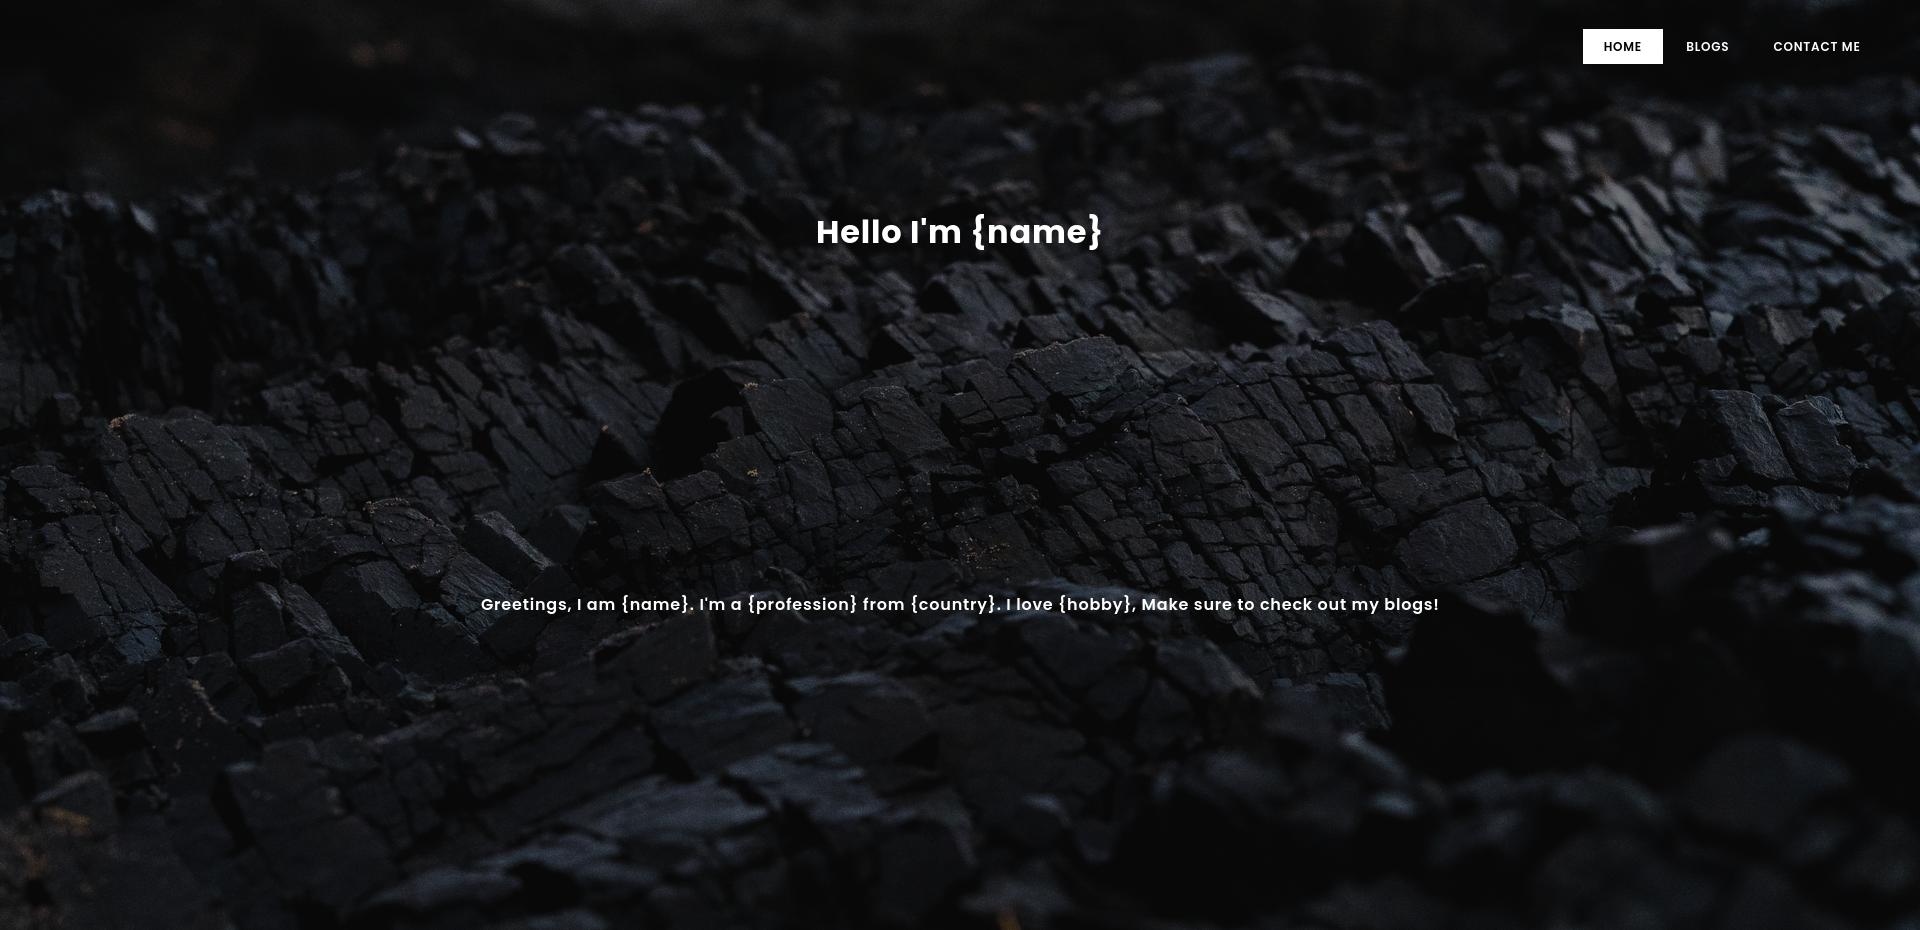 HOME BLOGS CONTACT ME
Hello I'm {name}
Greetings, I am {name}. I'm a {profession} from {country}. I love {hobby}, Make sure to check out my blogs!